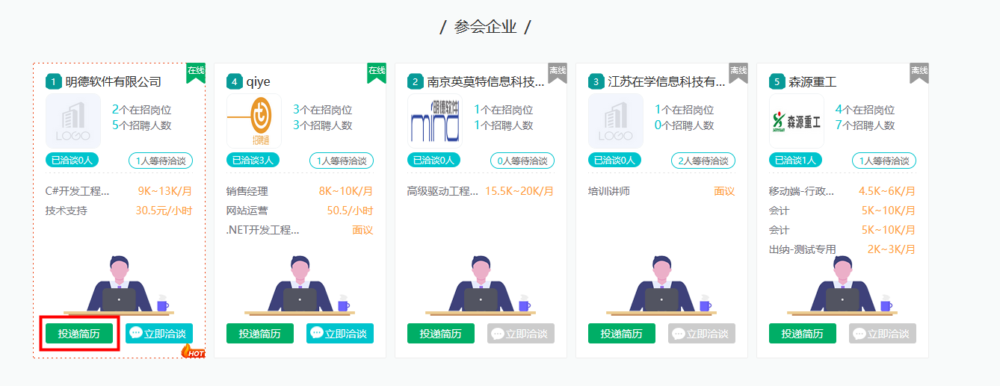 / 参会企业 /
在线
1 明德软件有限公司
LOGO
2个在招岗位
5个招聘人数
已洽谈0人
1人等待洽谈
C#开发工程... 9K~13K/月
技术支持 30.5元/小时
投递简历
立即洽谈
HOT
在线
4 qiye
招聘通
3个在招岗位
3个招聘人数
已洽谈3人
1人等待洽谈
销售经理 8K~10K/月
网站运营 50.5/小时
.NET开发工程... 面议
投递简历
立即洽谈
离线
2 南京英莫特信息科技...
明德软件
mind
1个在招岗位
1个招聘人数
已洽谈0人
0人等待洽谈
高级驱动工程... 15.5K~20K/月
投递简历
立即洽谈
离线
3 江苏在学信息科技有...
LOGO
1个在招岗位
0个招聘人数
已洽谈0人
2人等待洽谈
培训讲师 面议
投递简历
立即洽谈
离线
5 森源重工
森源重工
4个在招岗位
7个招聘人数
已洽谈1人
1人等待洽谈
移动端-行政... 4.5K~6K/月
会计 5K~10K/月
会计 5K~10K/月
出纳-测试专用 2K~3K/月
投递简历
立即洽谈